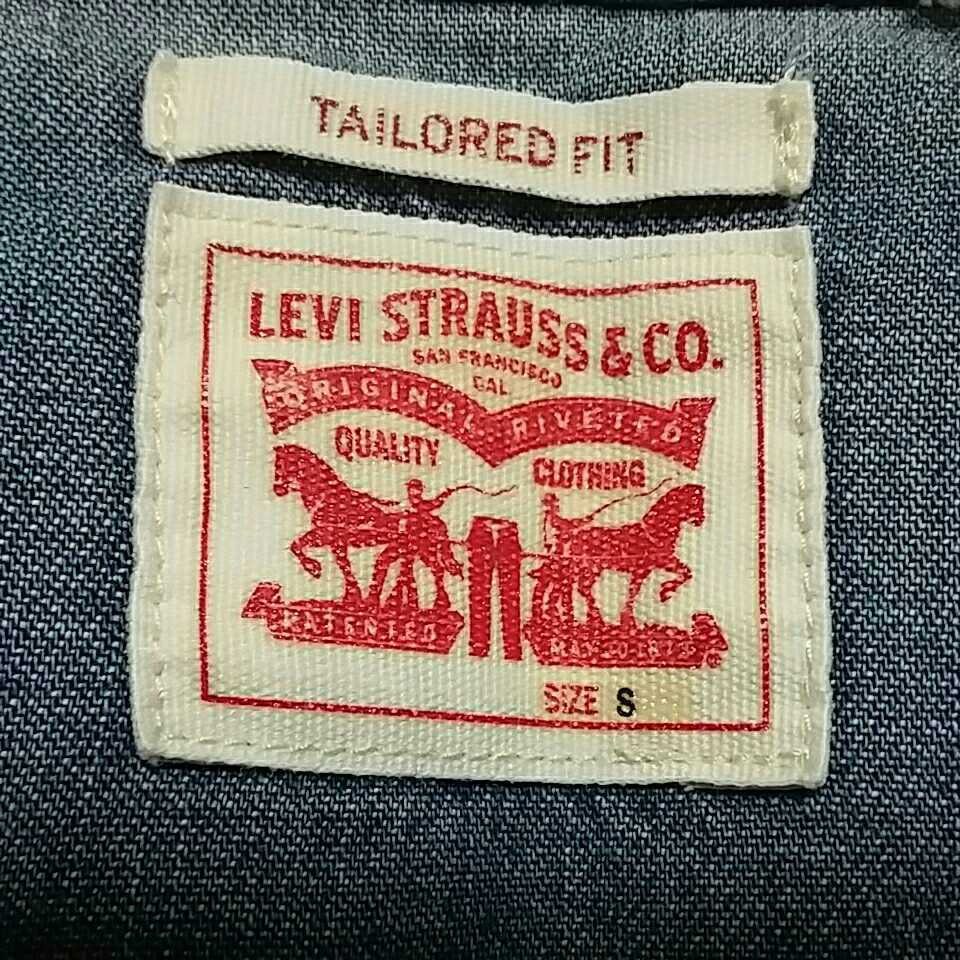 TAILORED FIT
LEVI STRAUSS & CO.
SAN FRANCISCO
CAL
ORIGINAL RIVETED
QUALITY
CLOTHING
PATENTED
MAY 20 1873
SIZE S